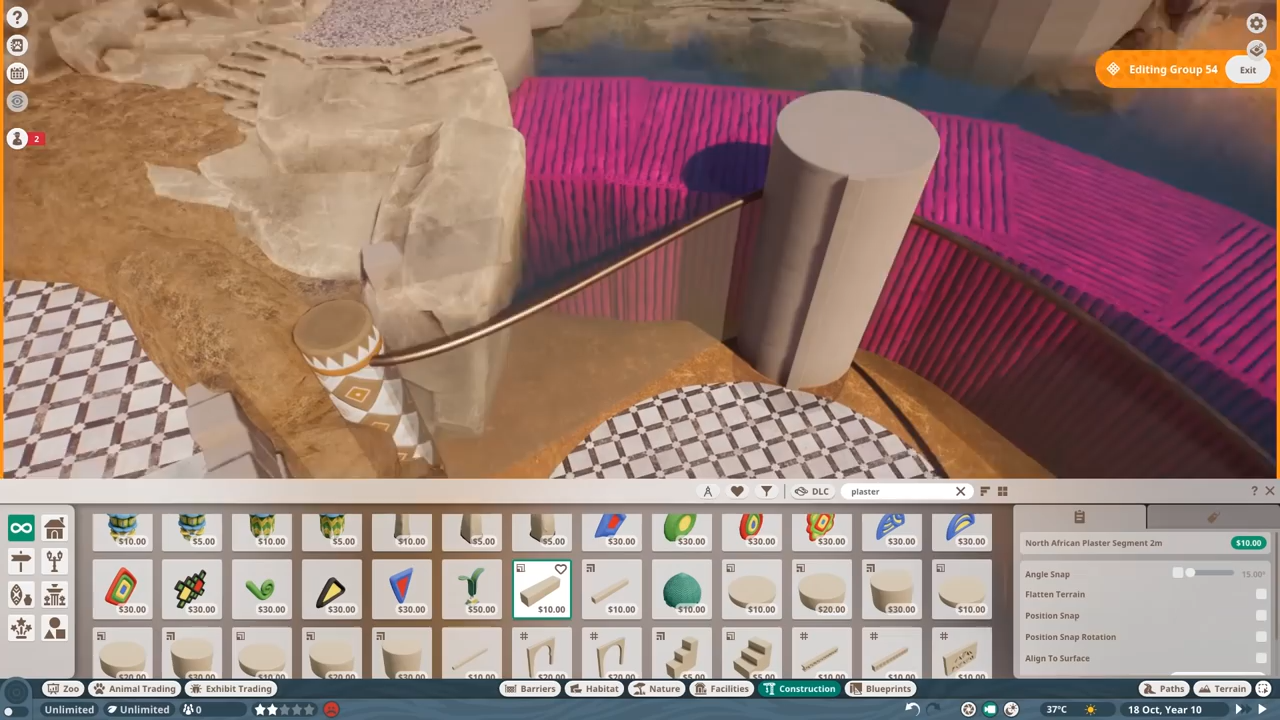 Editing Group 54
Exit
2
DLC
plaster
$10.00
$5.00
$10.00
$5.00
$10.00
$5.00
$5.00
$30.00
$30.00
$30.00
$30.00
$30.00
$30.00
North African Plaster Segment 2m
$10.00
Angle Snap
15.00°
Flatten Terrain
Position Snap
Position Snap Rotation
Align To Surface
$30.00
$30.00
$30.00
$30.00
$30.00
$50.00
$10.00
$10.00
$10.00
$10.00
$20.00
$30.00
$10.00
Zoo
Animal Trading
Exhibit Trading
Barriers
Habitat
Nature
Facilities
Construction
Blueprints
Paths
Terrain
Unlimited
Unlimited
0
37°C
18 Oct, Year 10